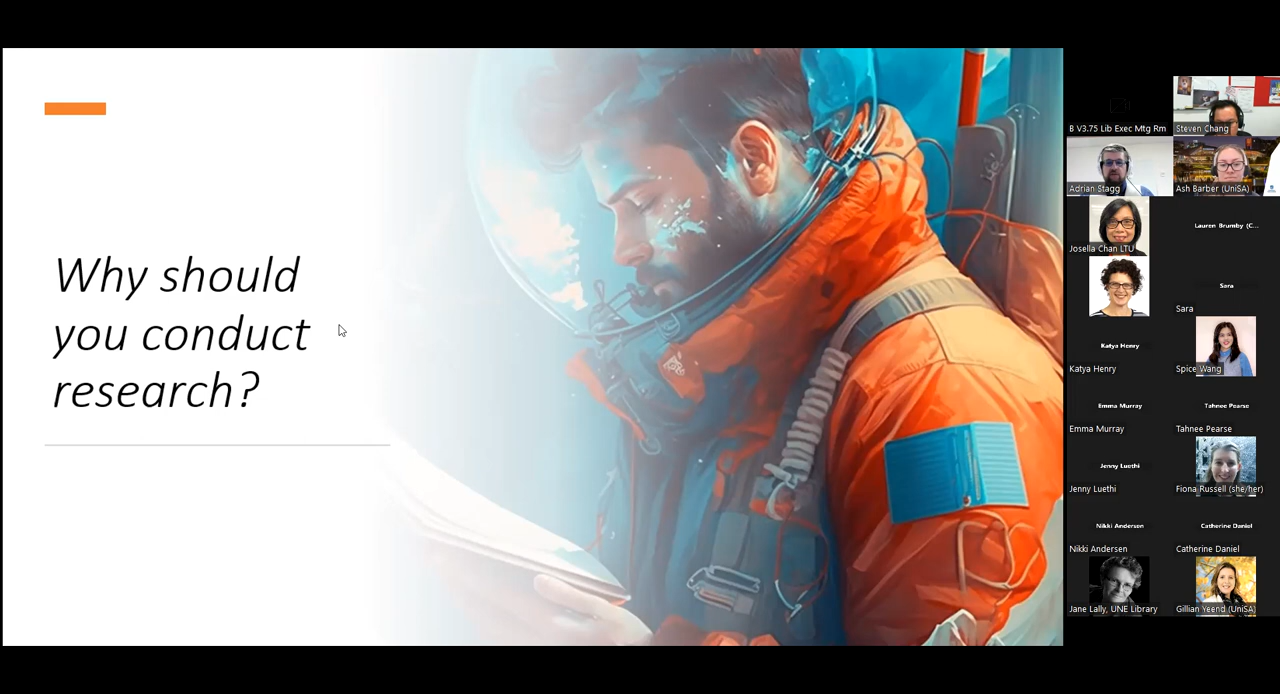 Why should
you conduct
research?
B V3.75 Lib Exec Mtg Rm
Steven Chang
Adrian Stagg
Ash Barber (UniSA)
Josella Chan LTU
Lauren Brumby (C...
Sara
Sara
Katya Henry
Katya Henry
Spice Wang
Emma Murray
Tahnee Pearse
Emma Murray
Tahnee Pearse
Jenny Luethi
Jenny Luethi
Fiona Russell (she/her)
Nikki Andersen
Catherine Daniel
Nikki Andersen
Catherine Daniel
Jane Lally, UNE Library
Gillian Yeend (UniSA)